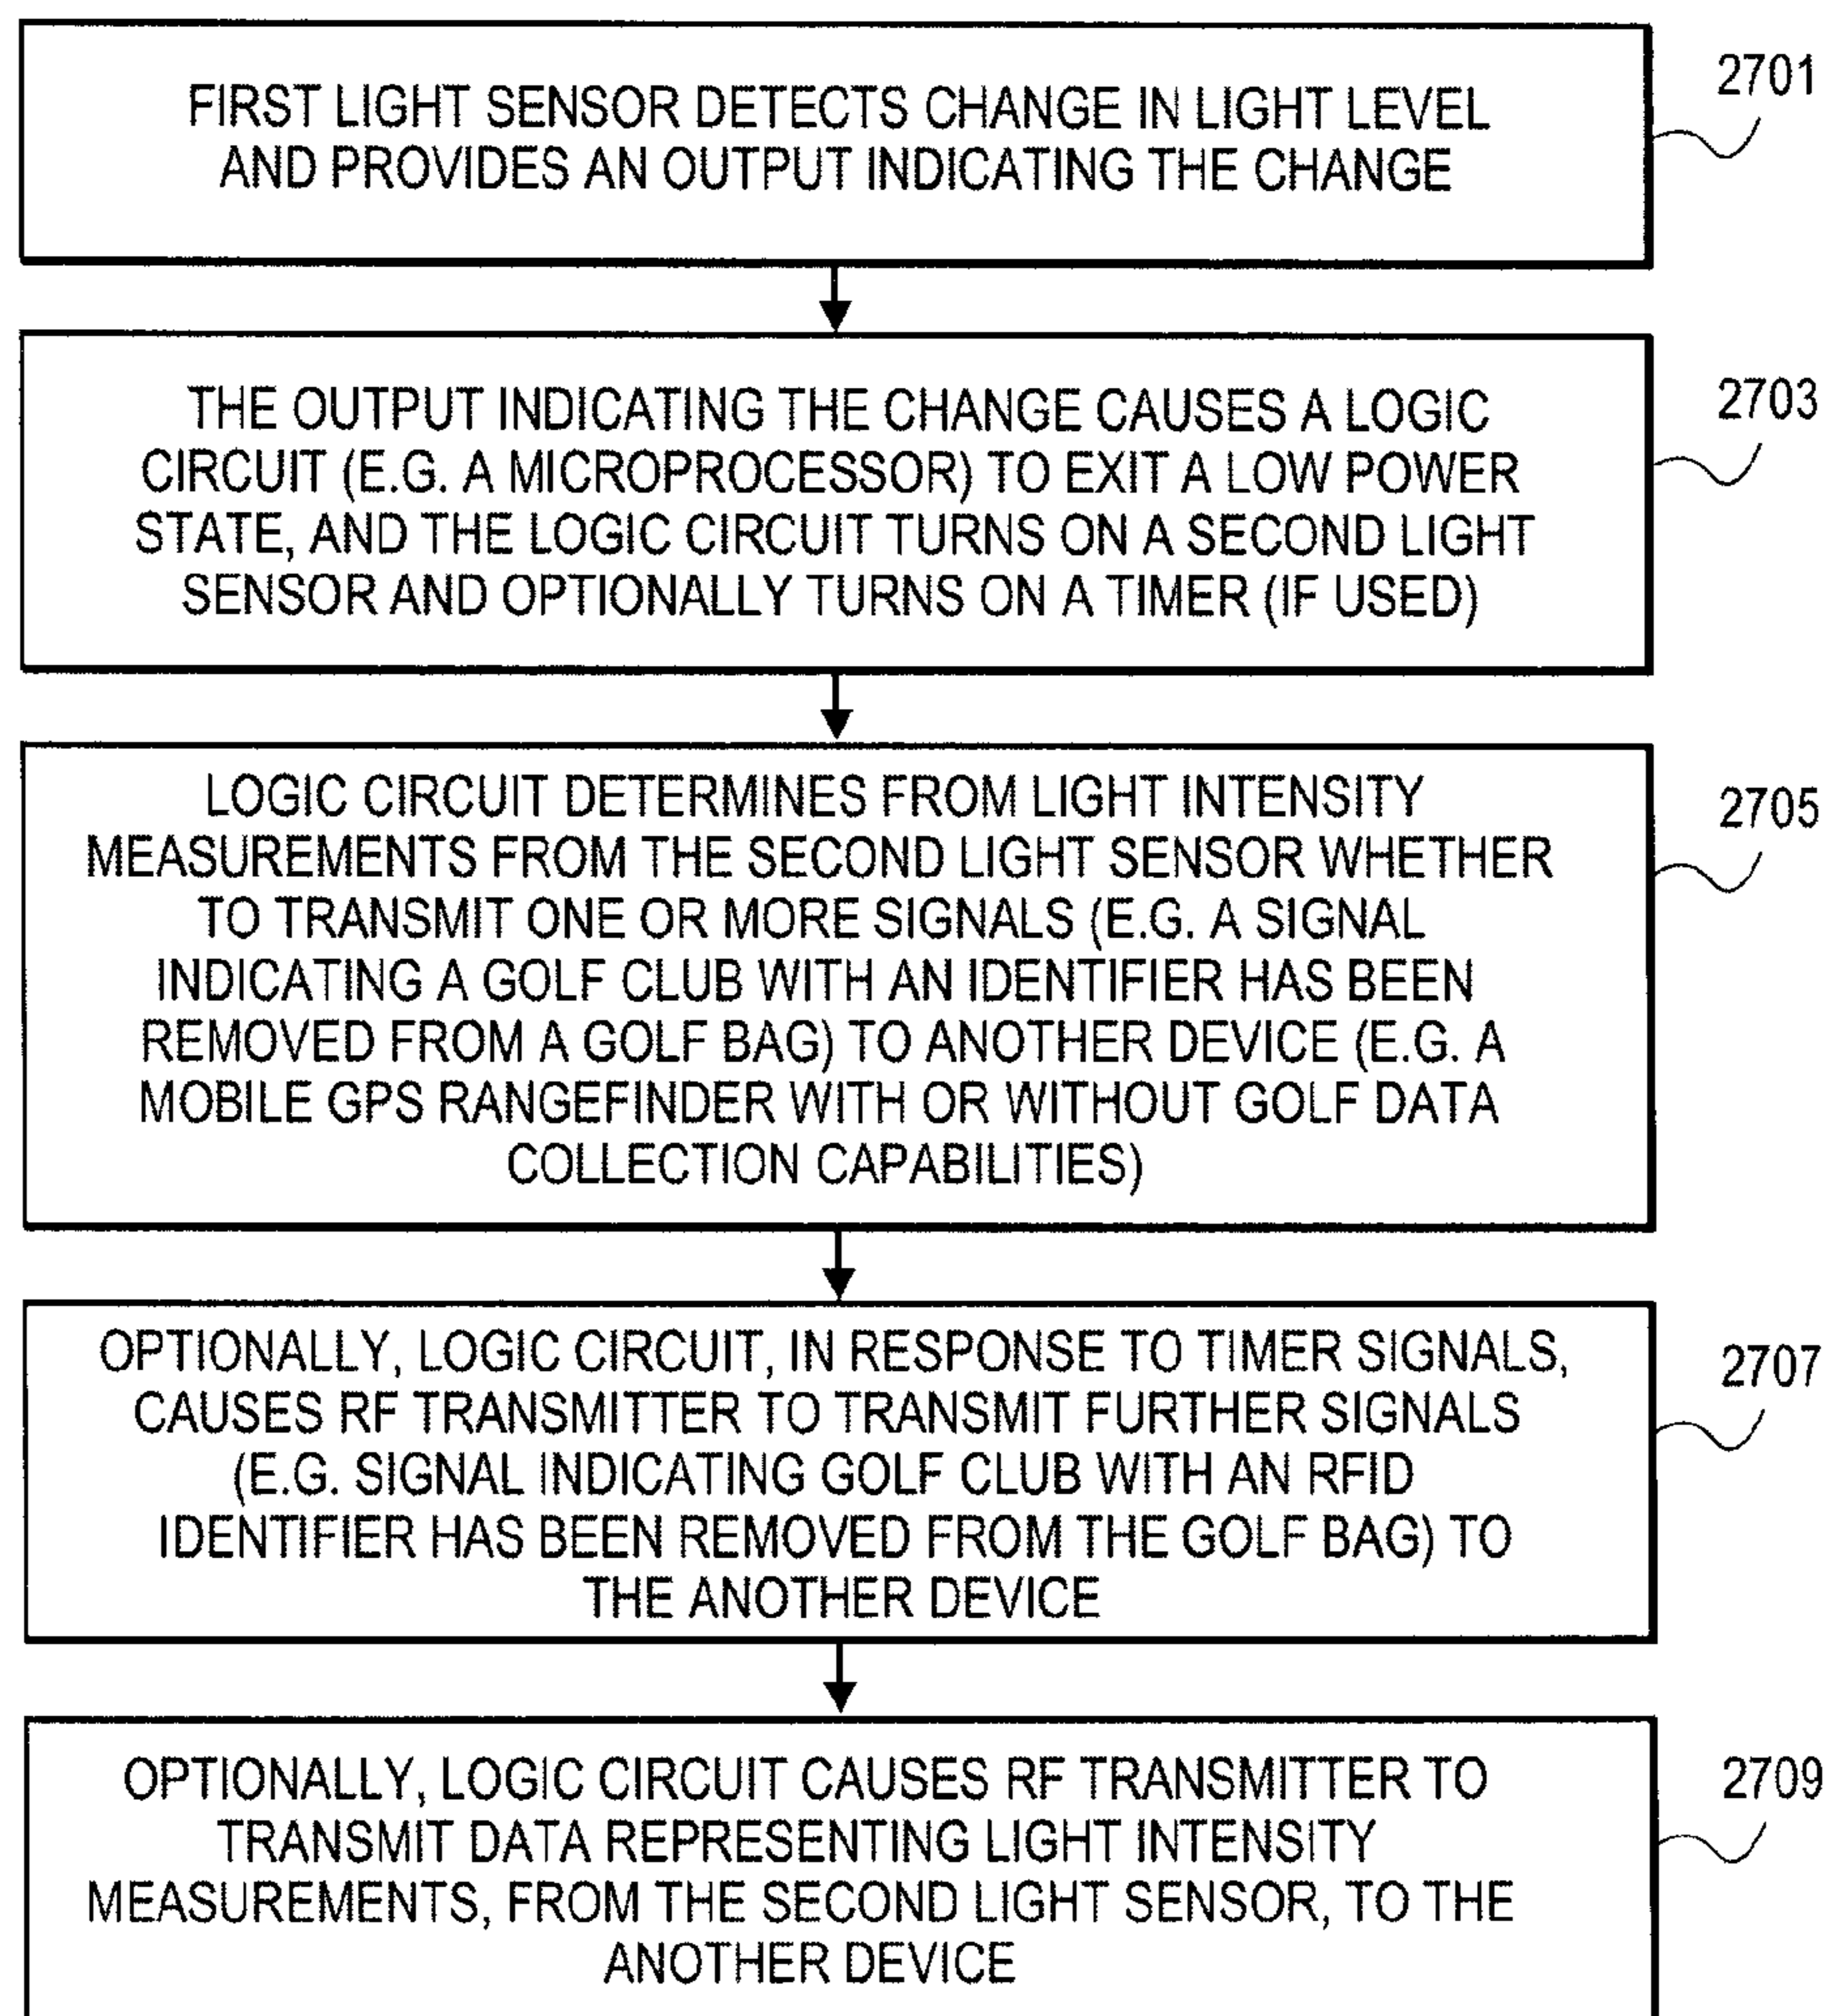 FIRST LIGHT SENSOR DETECTS CHANGE IN LIGHT LEVEL
AND PROVIDES AN OUTPUT INDICATING THE CHANGE
2701
THE OUTPUT INDICATING THE CHANGE CAUSES A LOGIC
CIRCUIT (E.G. A MICROPROCESSOR) TO EXIT A LOW POWER
STATE, AND THE LOGIC CIRCUIT TURNS ON A SECOND LIGHT
SENSOR AND OPTIONALLY TURNS ON A TIMER (IF USED)
2703
LOGIC CIRCUIT DETERMINES FROM LIGHT INTENSITY
MEASUREMENTS FROM THE SECOND LIGHT SENSOR WHETHER
TO TRANSMIT ONE OR MORE SIGNALS (E.G. A SIGNAL
INDICATING A GOLF CLUB WITH AN IDENTIFIER HAS BEEN
REMOVED FROM A GOLF BAG) TO ANOTHER DEVICE (E.G. A
MOBILE GPS RANGEFINDER WITH OR WITHOUT GOLF DATA
COLLECTION CAPABILITIES)
2705
OPTIONALLY, LOGIC CIRCUIT, IN RESPONSE TO TIMER SIGNALS,
CAUSES RF TRANSMITTER TO TRANSMIT FURTHER SIGNALS
(E.G. SIGNAL INDICATING GOLF CLUB WITH AN RFID
IDENTIFIER HAS BEEN REMOVED FROM THE GOLF BAG) TO
THE ANOTHER DEVICE
2707
OPTIONALLY, LOGIC CIRCUIT CAUSES RF TRANSMITTER TO
TRANSMIT DATA REPRESENTING LIGHT INTENSITY
MEASUREMENTS, FROM THE SECOND LIGHT SENSOR, TO THE
ANOTHER DEVICE
2709